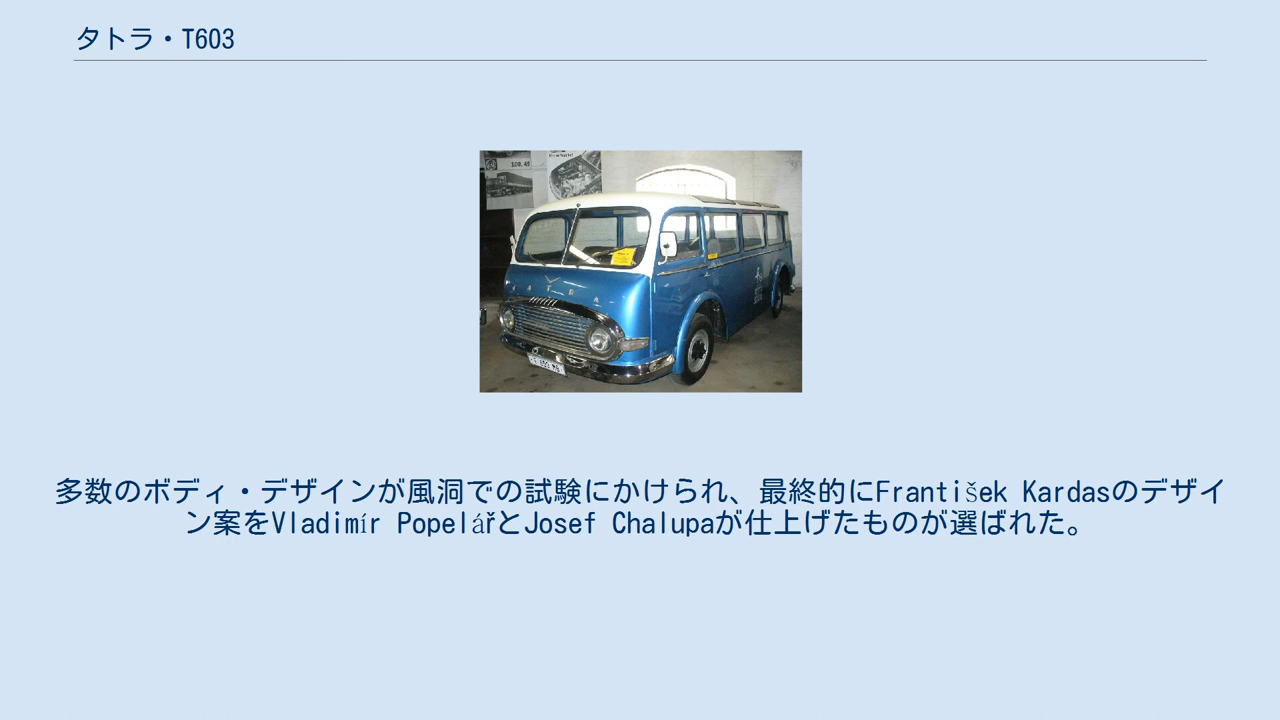 タトラ・T603
TATRA
多数のボディ・デザインが風洞での試験にかけられ、最終的にFrantišek Kardasのデザイ
ン案をVladimír PopelářとJosef Chalupaが仕上げたものが選ばれた。